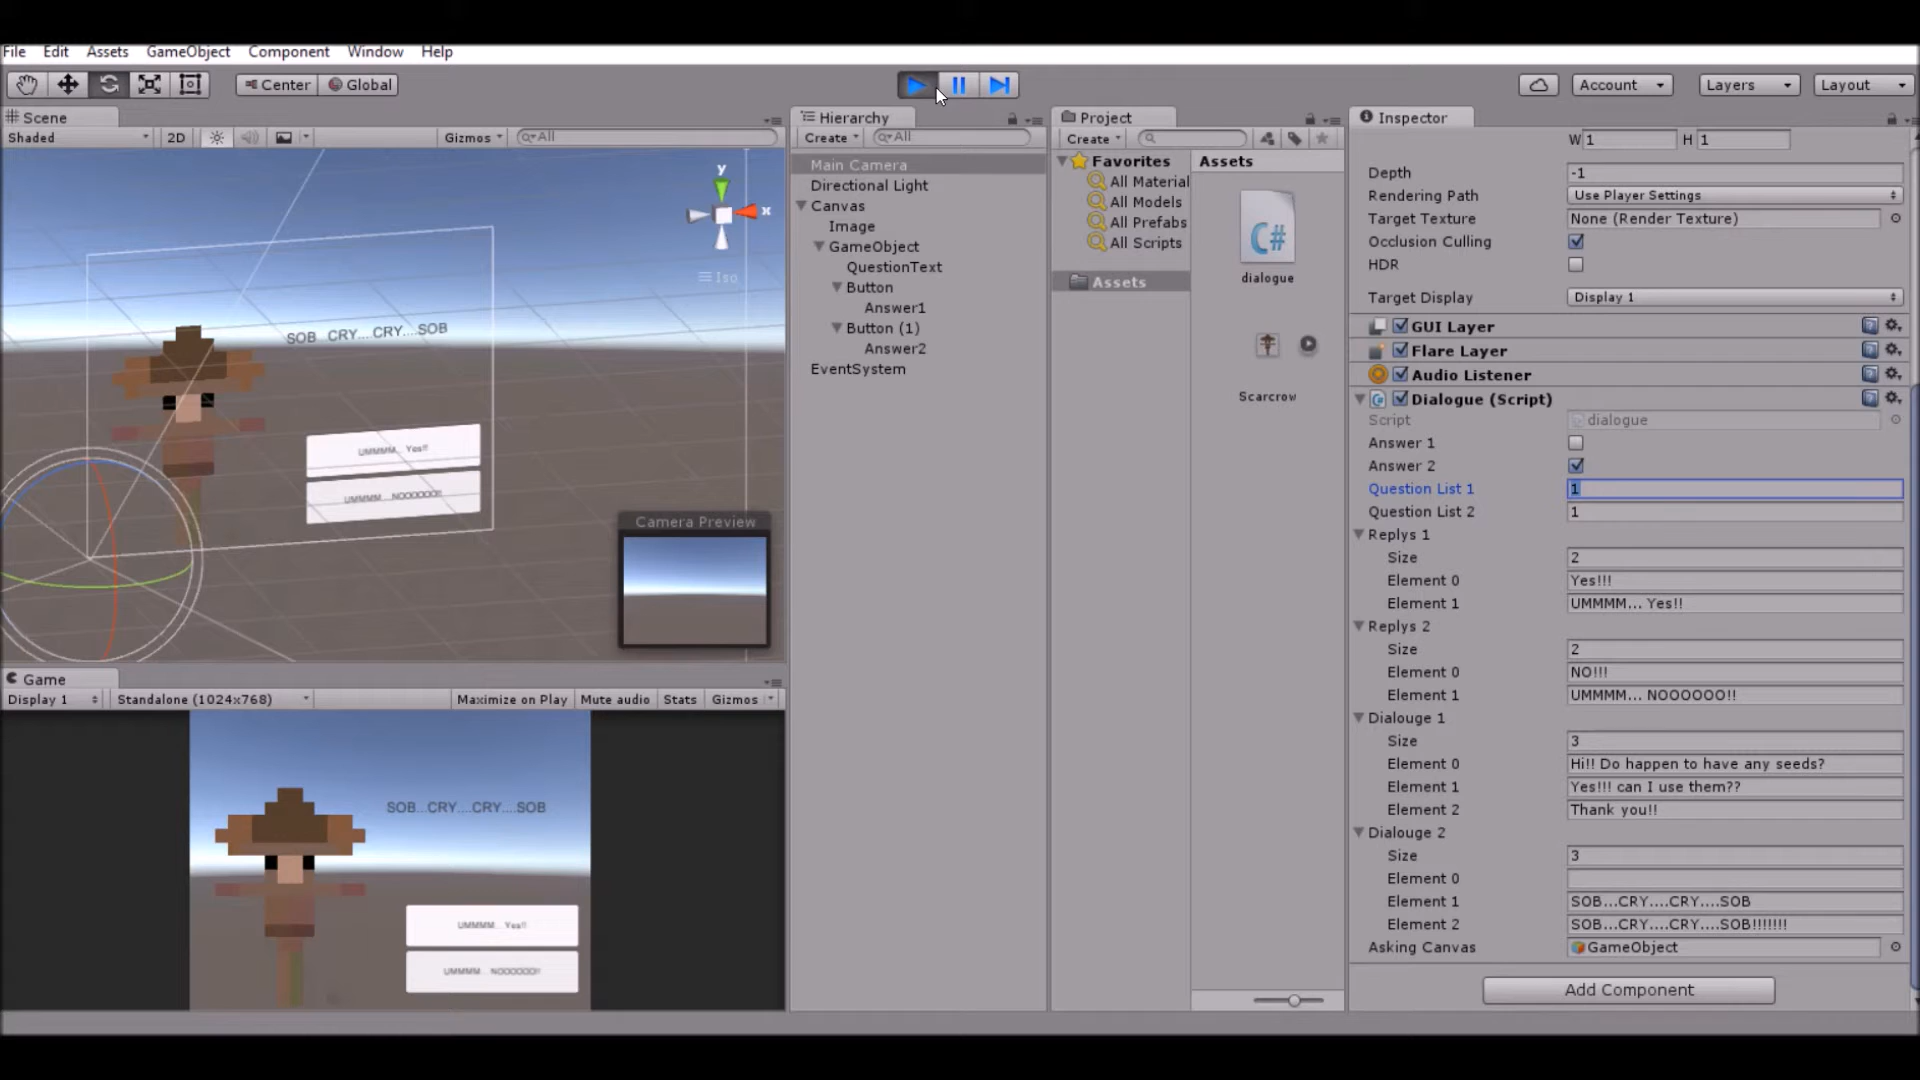 File Edit Assets GameObject Component Window Help
Center Global Account Layers Layout
Scene
Shaded 2D Gizmos All
y
x
Iso
SOB...CRY....CRY....SOB
UMMMM... Yes!!
UMMMM... NOOOOOO!!
Camera Preview
Game
Display 1 Standalone (1024x768) Maximize on Play Mute audio Stats Gizmos
SOB...CRY....CRY....SOB
UMMMM... Yes!!
UMMMM... NOOOOOO!!
Hierarchy
Create All
Main Camera
Directional Light
Canvas
Image
GameObject
QuestionText
Button
Answer1
Button (1)
Answer2
EventSystem
Project
Create
Favorites
All Material
All Models
All Prefabs
All Scripts
Assets
Assets
C#
dialogue
Scarcrow
Inspector
W 1 H 1
Depth -1
Rendering Path Use Player Settings
Target Texture None (Render Texture)
Occlusion Culling
HDR
Target Display Display 1
GUI Layer
Flare Layer
Audio Listener
Dialogue (Script)
Script dialogue
Answer 1
Answer 2
Question List 1 1
Question List 2 1
Replys 1
Size 2
Element 0 Yes!!!
Element 1 UMMMM... Yes!!
Replys 2
Size 2
Element 0 NO!!!
Element 1 UMMMM... NOOOOOO!!
Dialouge 1
Size 3
Element 0 Hi!! Do happen to have any seeds?
Element 1 Yes!!! can I use them??
Element 2 Thank you!!
Dialouge 2
Size 3
Element 0
Element 1 SOB...CRY....CRY....SOB
Element 2 SOB...CRY....CRY....SOB!!!!!!!
Asking Canvas GameObject
Add Component